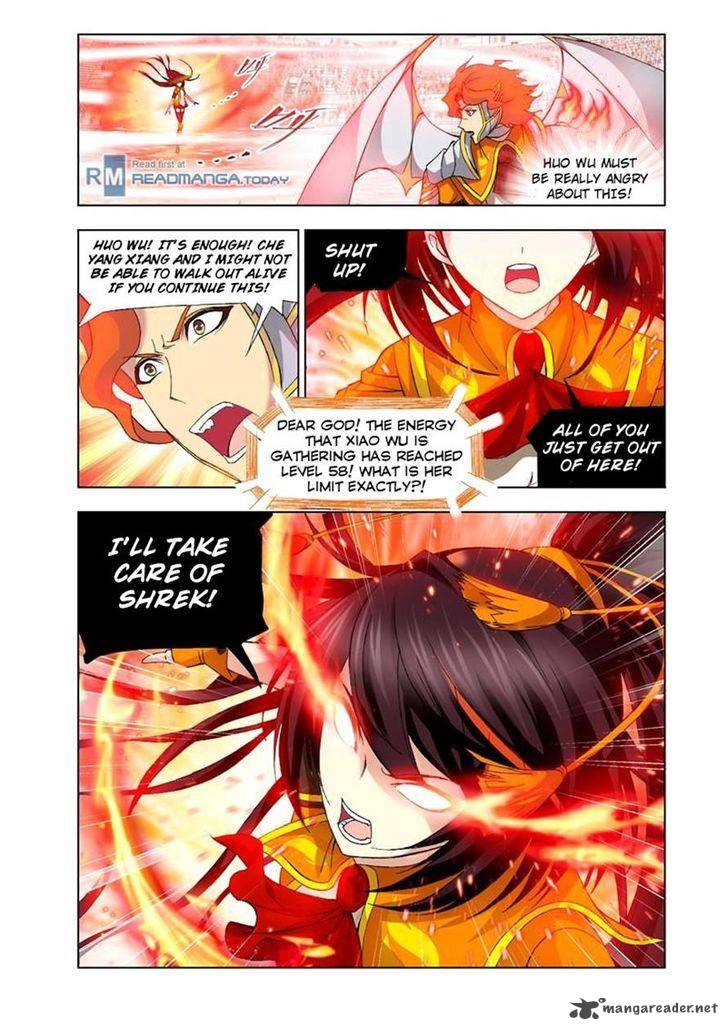 呼
呼
Read first at
RM READMANGA.TODAY
HUO WU MUST
BE REALLY ANGRY
ABOUT THIS!
HUO WU! IT'S ENOUGH! CHE
YANG XIANG AND I MIGHT NOT
BE ABLE TO WALK OUT ALIVE
IF YOU CONTINUE THIS!
SHUT
UP!
DEAR GOD! THE ENERGY
THAT XIAO WU IS
GATHERING HAS REACHED
LEVEL 58! WHAT IS HER
LIMIT EXACTLY?!
ALL OF YOU
JUST GET OUT
OF HERE!
I'LL TAKE
CARE OF
SHREK!
mangareader.net